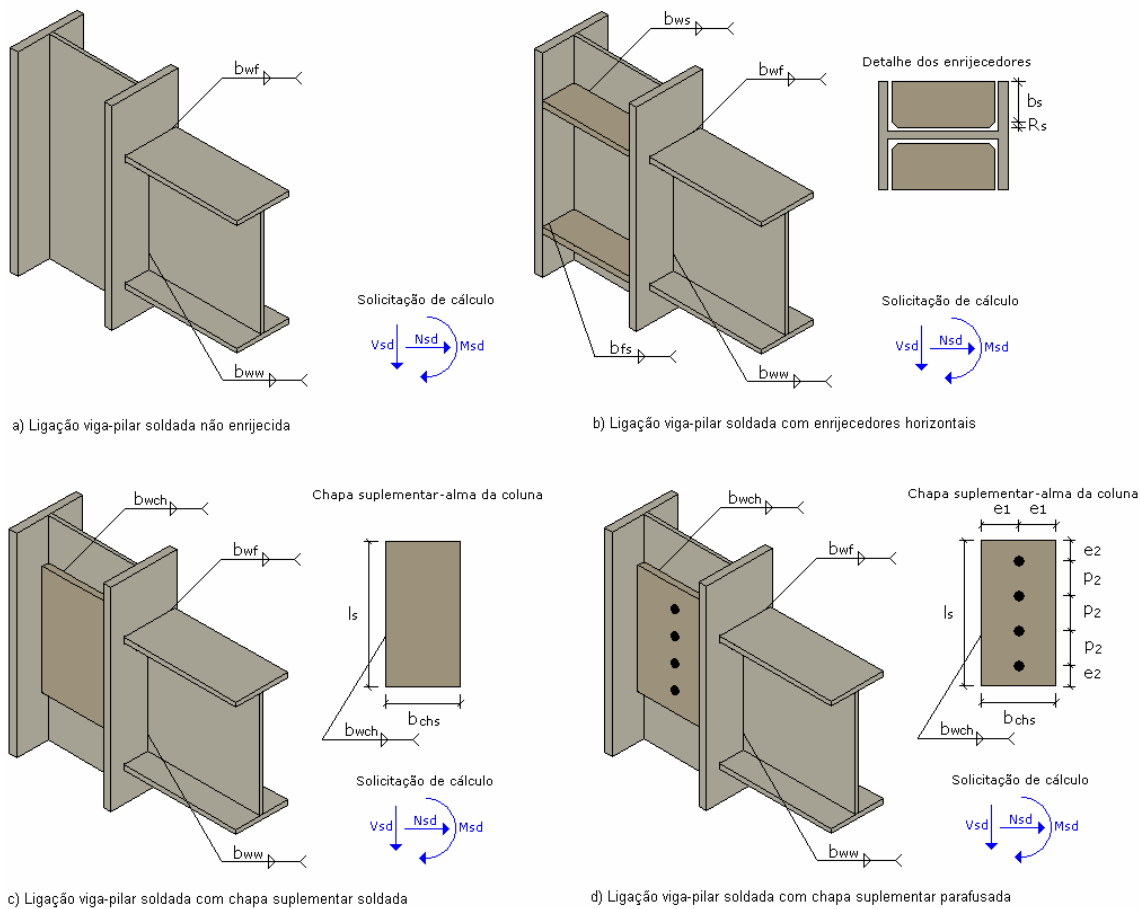 bwf
Solicitação de cálculo
Vsd
Nsd
Msd
bww
a) Ligação viga-pilar soldada não enrijecida
bws
bwf
Detalhe dos enrijecedores
bs
Rs
Solicitação de cálculo
Vsd
Nsd
Msd
bfs
bww
b) Ligação viga-pilar soldada com enrijecedores horizontais
bwch
Chapa suplementar-alma da coluna
bwf
ls
bchs
bwch
Solicitação de cálculo
Vsd
Nsd
Msd
bww
c) Ligação viga-pilar soldada com chapa suplementar soldada
bwch
Chapa suplementar-alma da coluna
e1 e1
bwf
e2
p2
ls
p2
p2
e2
bchs
bwch
Solicitação de cálculo
Vsd
Nsd
Msd
bww
d) Ligação viga-pilar soldada com chapa suplementar parafusada